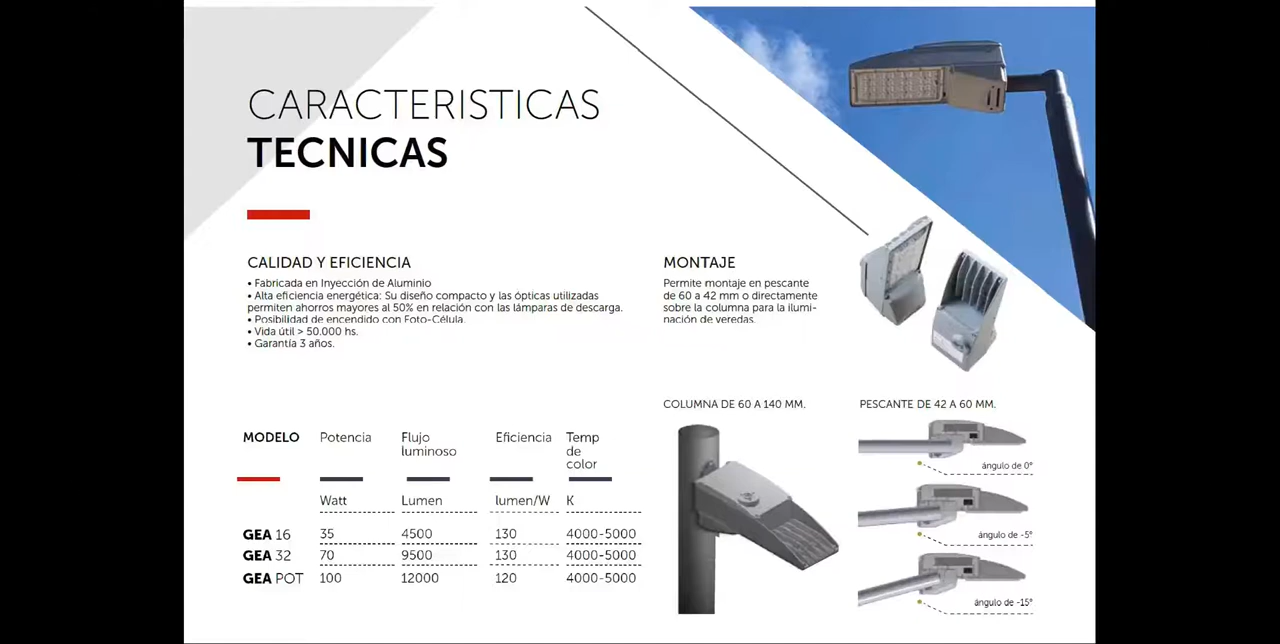 CARACTERISTICAS
TECNICAS
CALIDAD Y EFICIENCIA
• Fabricada en Inyección de Aluminio
• Alta eficiencia energética: Su diseño compacto y las ópticas utilizadas
permiten ahorros mayores al 50% en relación con las lámparas de descarga.
• Posibilidad de encendido con Foto-Célula.
• Vida útil > 50.000 hs.
• Garantía 3 años.
MONTAJE
Permite montaje en pescante
de 60 a 42 mm o directamente
sobre la columna para la ilumi-
nación de veredas.
COLUMNA DE 60 A 140 MM.
PESCANTE DE 42 A 60 MM.
ángulo de 0°
ángulo de -5°
ángulo de -15°
MODELO Potencia Flujo luminoso Eficiencia Temp de color
Watt Lumen lumen/W K
GEA 16 35 4500 130 4000-5000
GEA 32 70 9500 130 4000-5000
GEA POT 100 12000 120 4000-5000